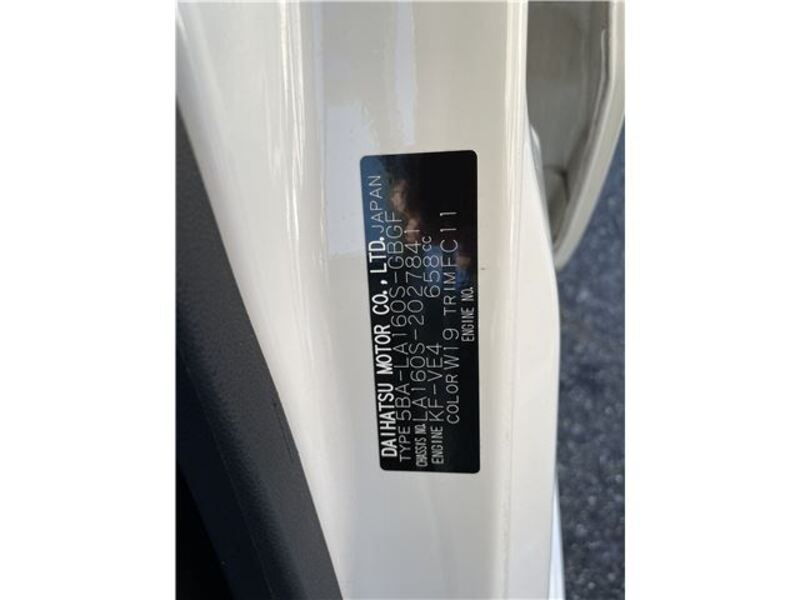 DAIHATSU MOTOR CO., LTD. JAPAN
TYPE 5BA-LA160S-GBGF
CHASSIS NO. LA160S-2027841
ENGINE KF-VE4 658cc
COLOR W19 TRIM FC11
ENGINE NO.